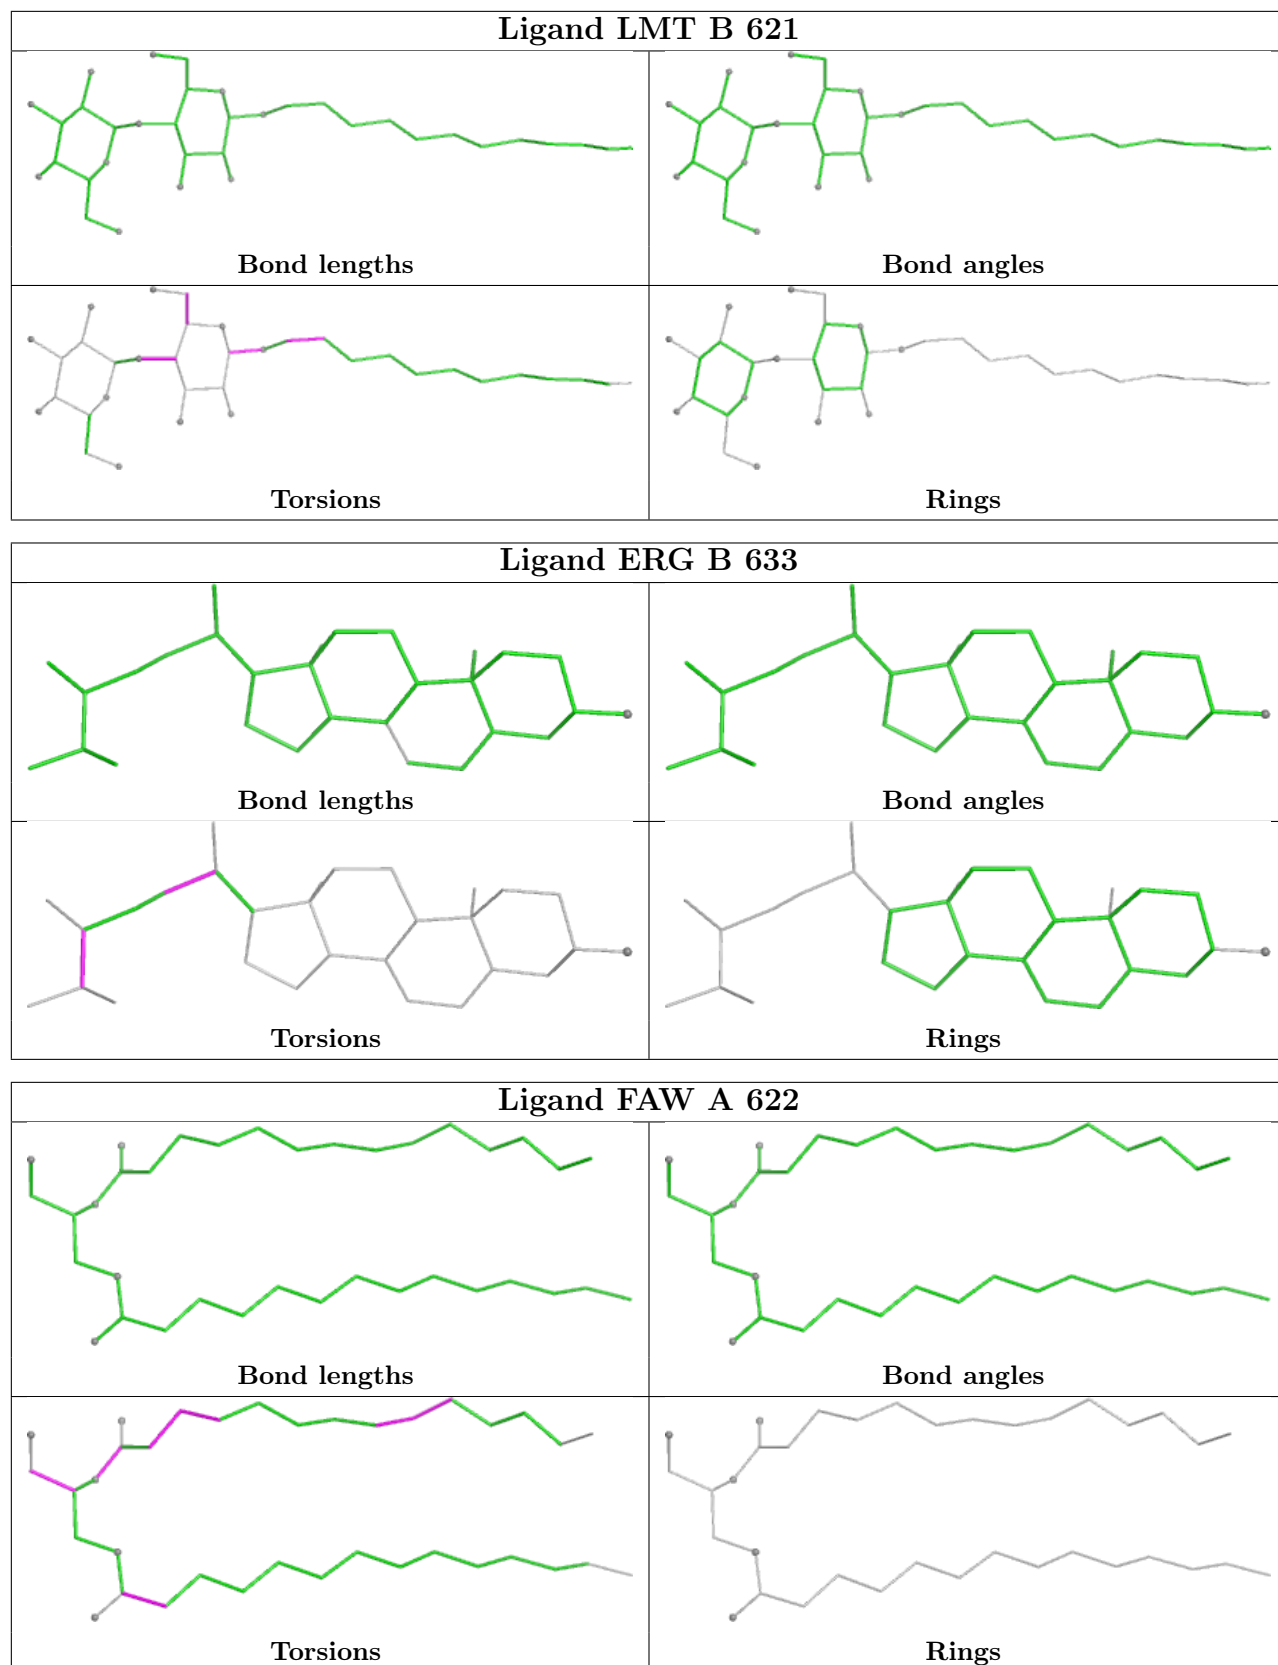 Ligand LMT B 621
Bond lengths
Bond angles
Torsions
Rings
Ligand ERG B 633
Bond lengths
Bond angles
Torsions
Rings
Ligand FAW A 622
Bond lengths
Bond angles
Torsions
Rings